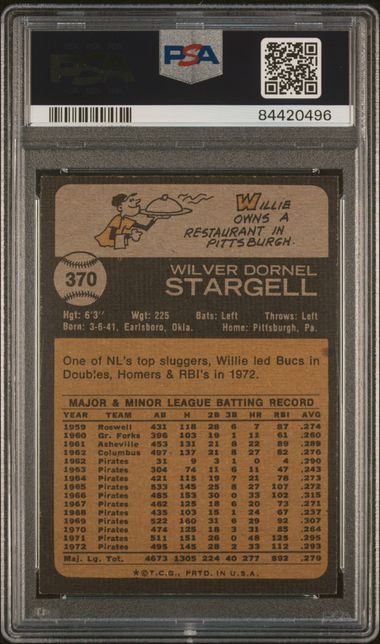 PSA
PSA
84420496
WILLIE
OWNS A
RESTAURANT IN
PITTSBURGH.
370
WILVER DORNEL
STARGELL
Hgt: 6'3" Wgt: 225 Bats: Left Throws: Left
Born: 3-6-41, Earlsboro, Okla. Home: Pittsburgh, Pa.
One of NL's top sluggers, Willie led Bucs in
Doubles, Homers & RBI's in 1972.
MAJOR & MINOR LEAGUE BATTING RECORD
YEAR TEAM AB H 2B 3B HR RBI AVG
1959 Roswell 431 118 28 6 7 87 .274
1960 Gr. Forks 396 103 19 1 11 61 .260
1961 Asheville 453 131 21 8 22 89 .289
1962 Columbus 497 137 21 8 27 82 .276
1962 Pirates 31 9 3 1 0 4 .290
1963 Pirates 304 74 11 6 11 47 .243
1964 Pirates 421 115 19 7 21 78 .273
1965 Pirates 533 145 25 8 27 107 .272
1966 Pirates 485 153 30 0 33 102 .315
1967 Pirates 462 125 18 6 20 73 .271
1968 Pirates 435 103 15 1 24 67 .237
1969 Pirates 522 160 31 6 29 92 .307
1970 Pirates 474 125 18 3 31 85 .264
1971 Pirates 511 151 26 0 48 125 .295
1972 Pirates 495 145 28 2 33 112 .293
Maj. Lg. Tot. 4673 1305 224 40 277 892 .279
*©T.C.G., PRTD. IN U.S.A.